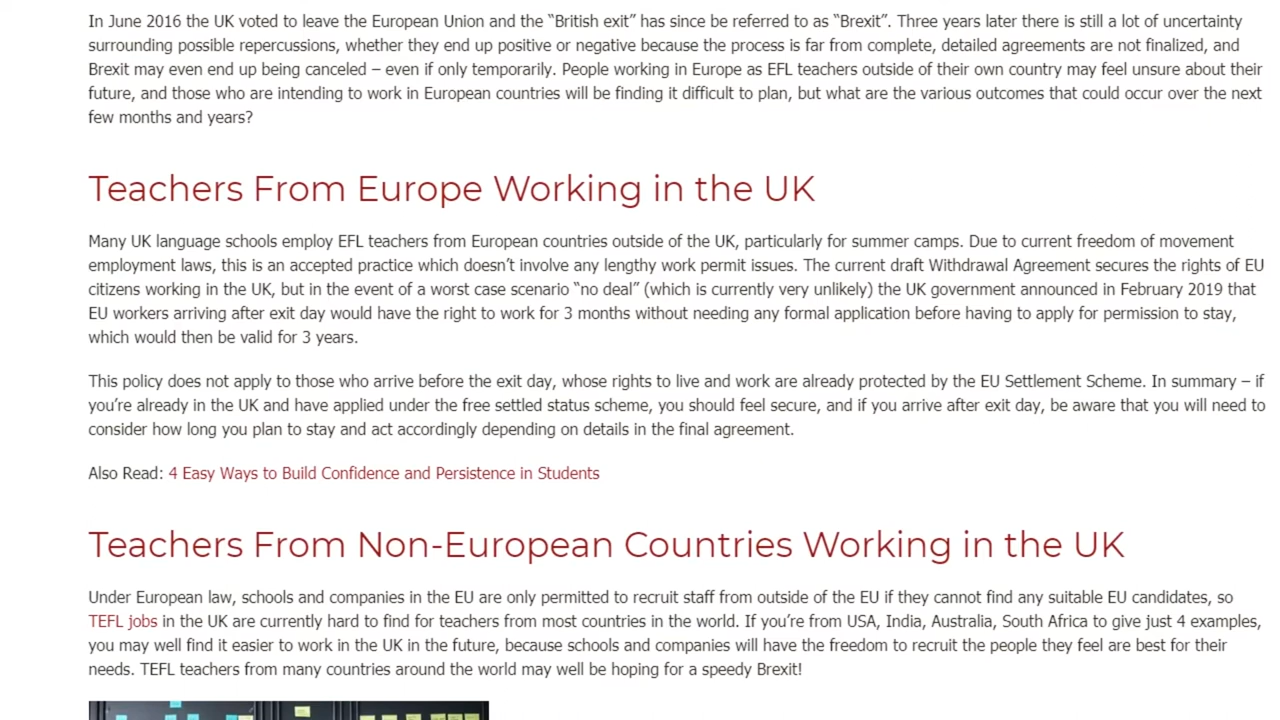 In June 2016 the UK voted to leave the European Union and the “British exit” has since be referred to as “Brexit”. Three years later there is still a lot of uncertainty
surrounding possible repercussions, whether they end up positive or negative because the process is far from complete, detailed agreements are not finalized, and
Brexit may even end up being canceled – even if only temporarily. People working in Europe as EFL teachers outside of their own country may feel unsure about their
future, and those who are intending to work in European countries will be finding it difficult to plan, but what are the various outcomes that could occur over the next
few months and years?
Teachers From Europe Working in the UK
Many UK language schools employ EFL teachers from European countries outside of the UK, particularly for summer camps. Due to current freedom of movement
employment laws, this is an accepted practice which doesn’t involve any lengthy work permit issues. The current draft Withdrawal Agreement secures the rights of EU
citizens working in the UK, but in the event of a worst case scenario “no deal” (which is currently very unlikely) the UK government announced in February 2019 that
EU workers arriving after exit day would have the right to work for 3 months without needing any formal application before having to apply for permission to stay,
which would then be valid for 3 years.
This policy does not apply to those who arrive before the exit day, whose rights to live and work are already protected by the EU Settlement Scheme. In summary – if
you’re already in the UK and have applied under the free settled status scheme, you should feel secure, and if you arrive after exit day, be aware that you will need to
consider how long you plan to stay and act accordingly depending on details in the final agreement.
Also Read: 4 Easy Ways to Build Confidence and Persistence in Students
Teachers From Non-European Countries Working in the UK
Under European law, schools and companies in the EU are only permitted to recruit staff from outside of the EU if they cannot find any suitable EU candidates, so
TEFL jobs in the UK are currently hard to find for teachers from most countries in the world. If you’re from USA, India, Australia, South Africa to give just 4 examples,
you may well find it easier to work in the UK in the future, because schools and companies will have the freedom to recruit the people they feel are best for their
needs. TEFL teachers from many countries around the world may well be hoping for a speedy Brexit!